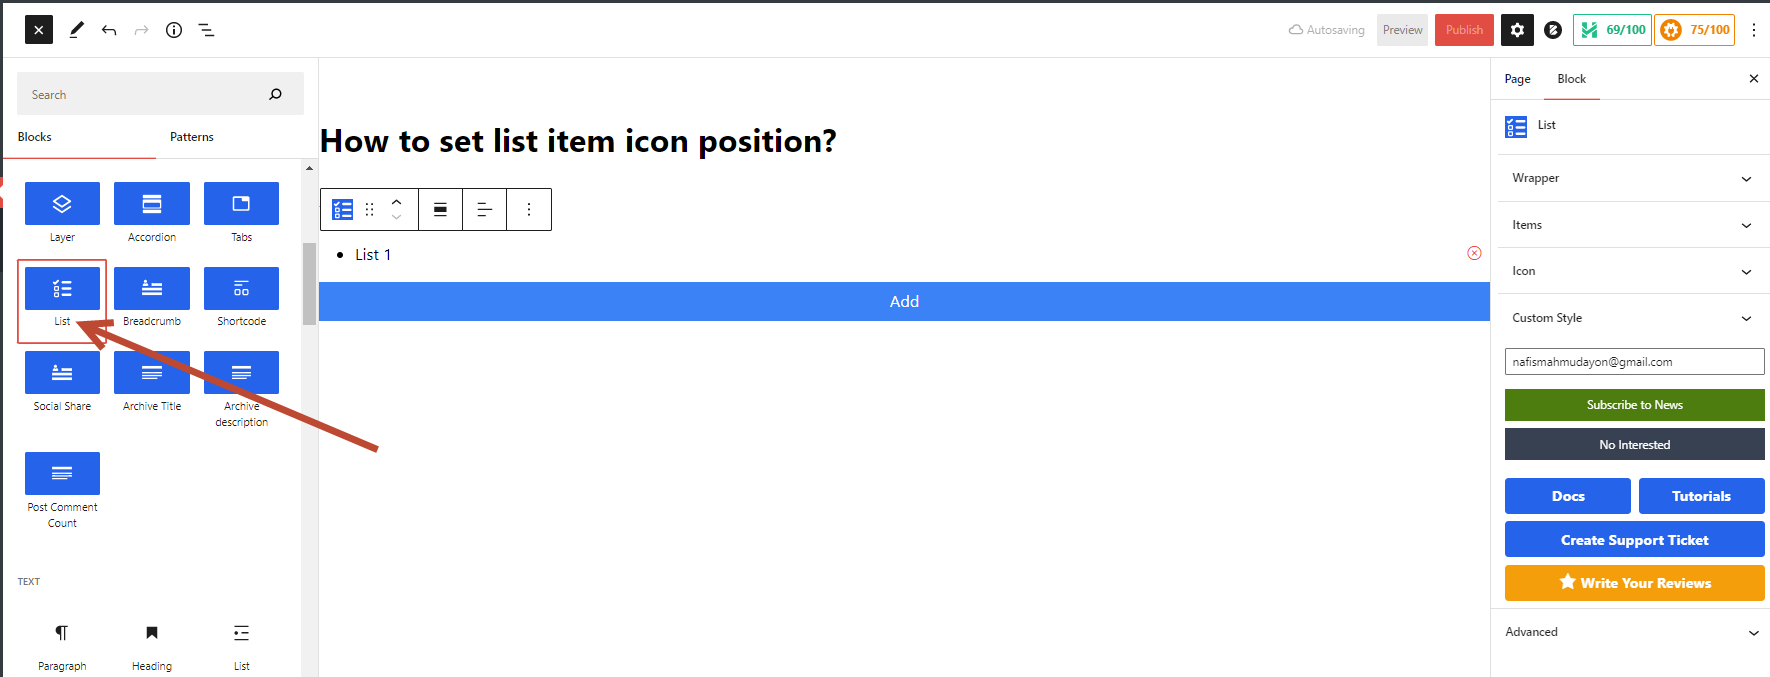 Autosaving
Preview
Publish
69/100
75/100
Search
Blocks
Patterns
Layer
Accordion
Tabs
List
Breadcrumb
Shortcode
Social Share
Archive Title
Archive
description
Post Comment
Count
TEXT
Paragraph
Heading
List
How to set list item icon position?
List 1
Add
Page
Block
List
Wrapper
Items
Icon
Custom Style
nafismahmudayon@gmail.com
Subscribe to News
No Interested
Docs
Tutorials
Create Support Ticket
Write Your Reviews
Advanced